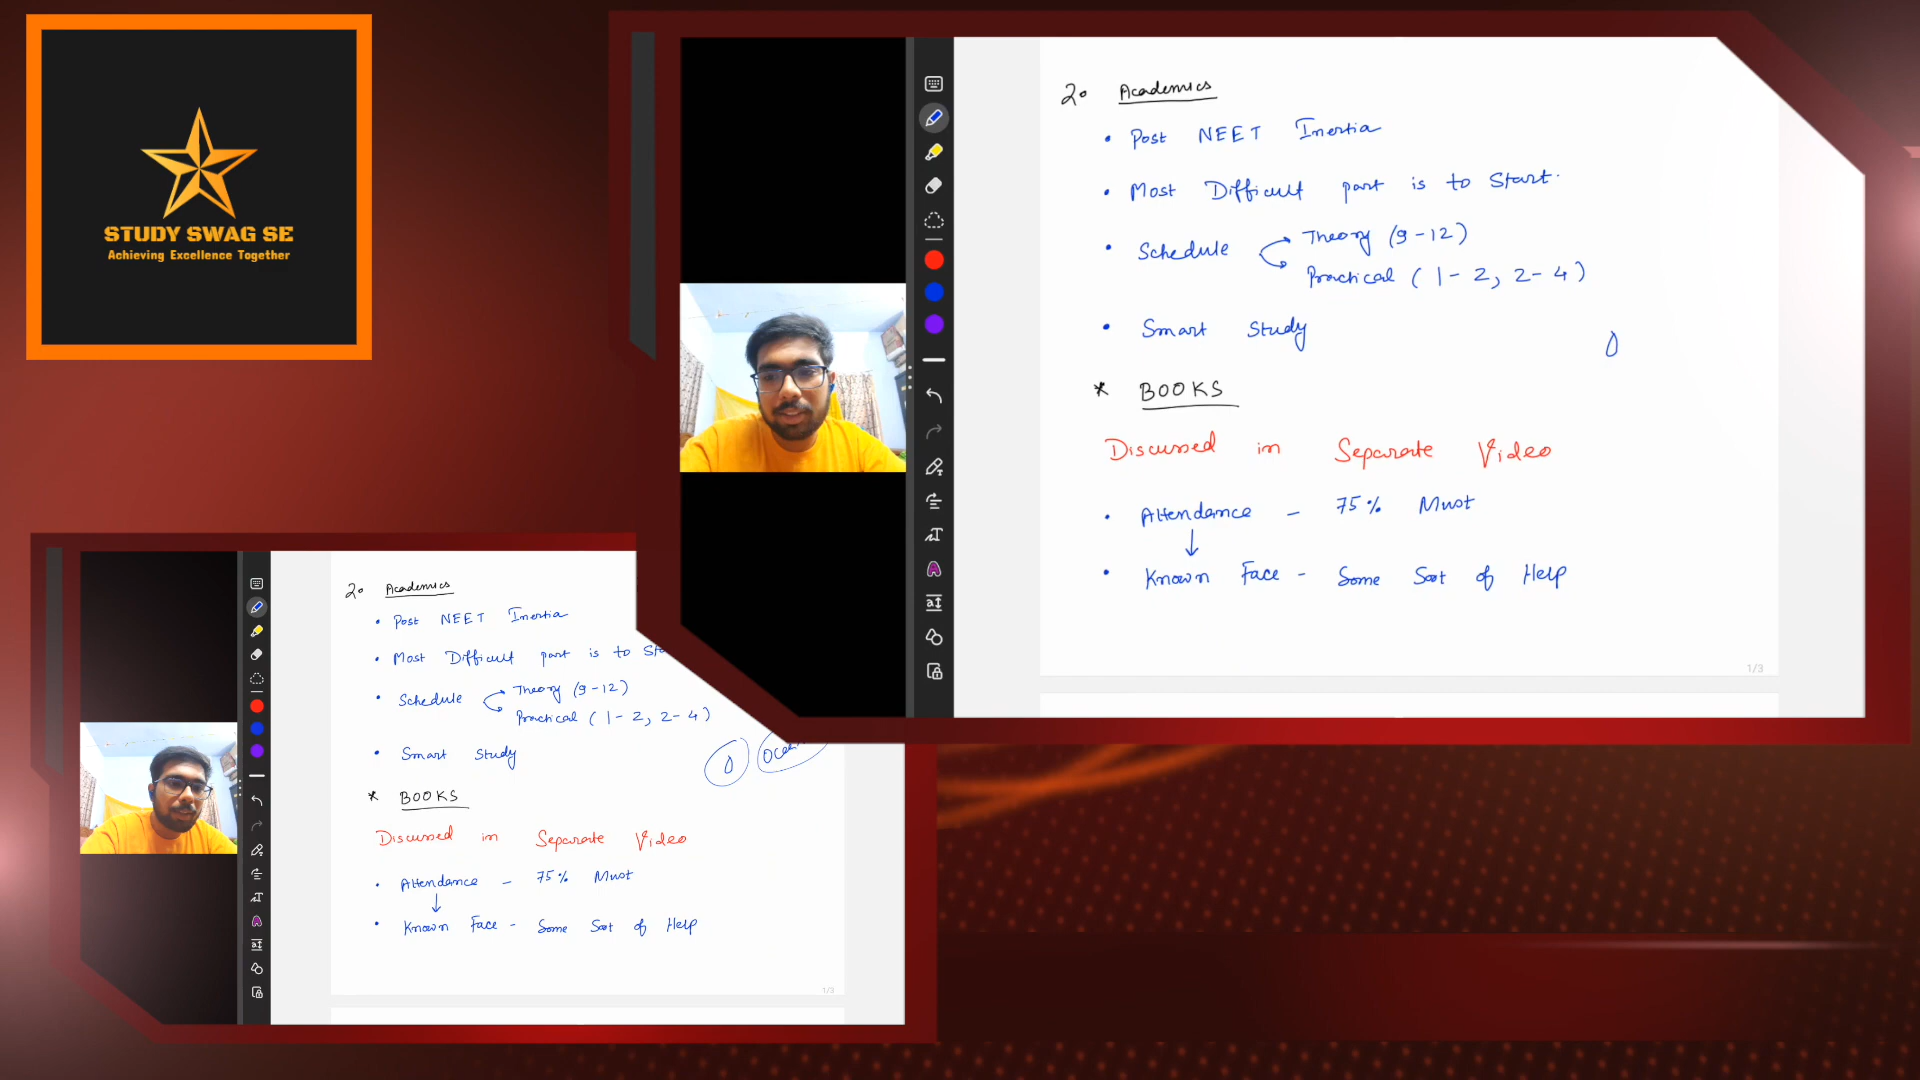 STUDY SWAG SE
Achieving Excellence Together
2. Academics
• Post NEET Inertia
• Most Difficult part is to Start.
• Schedule
Theory (9-12)
Practical (1-2, 2-4)
• Smart Study
0
* BOOKS
Discussed in Separate Video
• Attendance - 75% Must
↓
• Known Face - Some Sort of Help
1/3
2. Academics
• Post NEET Inertia
• Most Difficult part is to
• Schedule
Theory (9-12)
Practical (1-2, 2-4)
• Smart Study
0
* BOOKS
Discussed in Separate Video
• Attendance - 75% Must
↓
• Known Face - Some Sort of Help
1/3